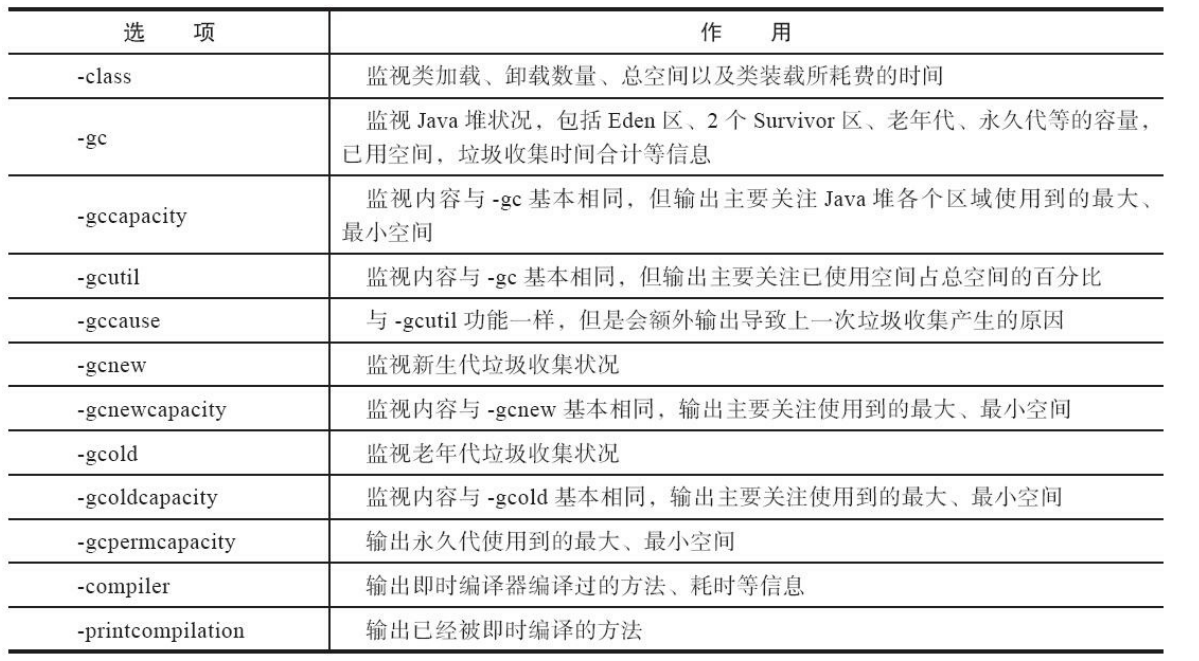 选 项 作 用
-class 监视类加载、卸载数量、总空间以及类装载所耗费的时间
-gc 监视 Java 堆状况，包括 Eden 区、2 个 Survivor 区、老年代、永久代等的容量，
已用空间，垃圾收集时间合计等信息
-gccapacity 监视内容与 -gc 基本相同，但输出主要关注 Java 堆各个区域使用到的最大、
最小空间
-gcutil 监视内容与 -gc 基本相同，但输出主要关注已使用空间占总空间的百分比
-gccause 与 -gcutil 功能一样，但是会额外输出导致上一次垃圾收集产生的原因
-gcnew 监视新生代垃圾收集状况
-gcnewcapacity 监视内容与 -gcnew 基本相同，输出主要关注使用到的最大、最小空间
-gcold 监视老年代垃圾收集状况
-gcoldcapacity 监视内容与 -gcold 基本相同，输出主要关注使用到的最大、最小空间
-gcpermcapacity 输出永久代使用到的最大、最小空间
-compiler 输出即时编译器编译过的方法、耗时等信息
-printcompilation 输出已经被即时编译的方法